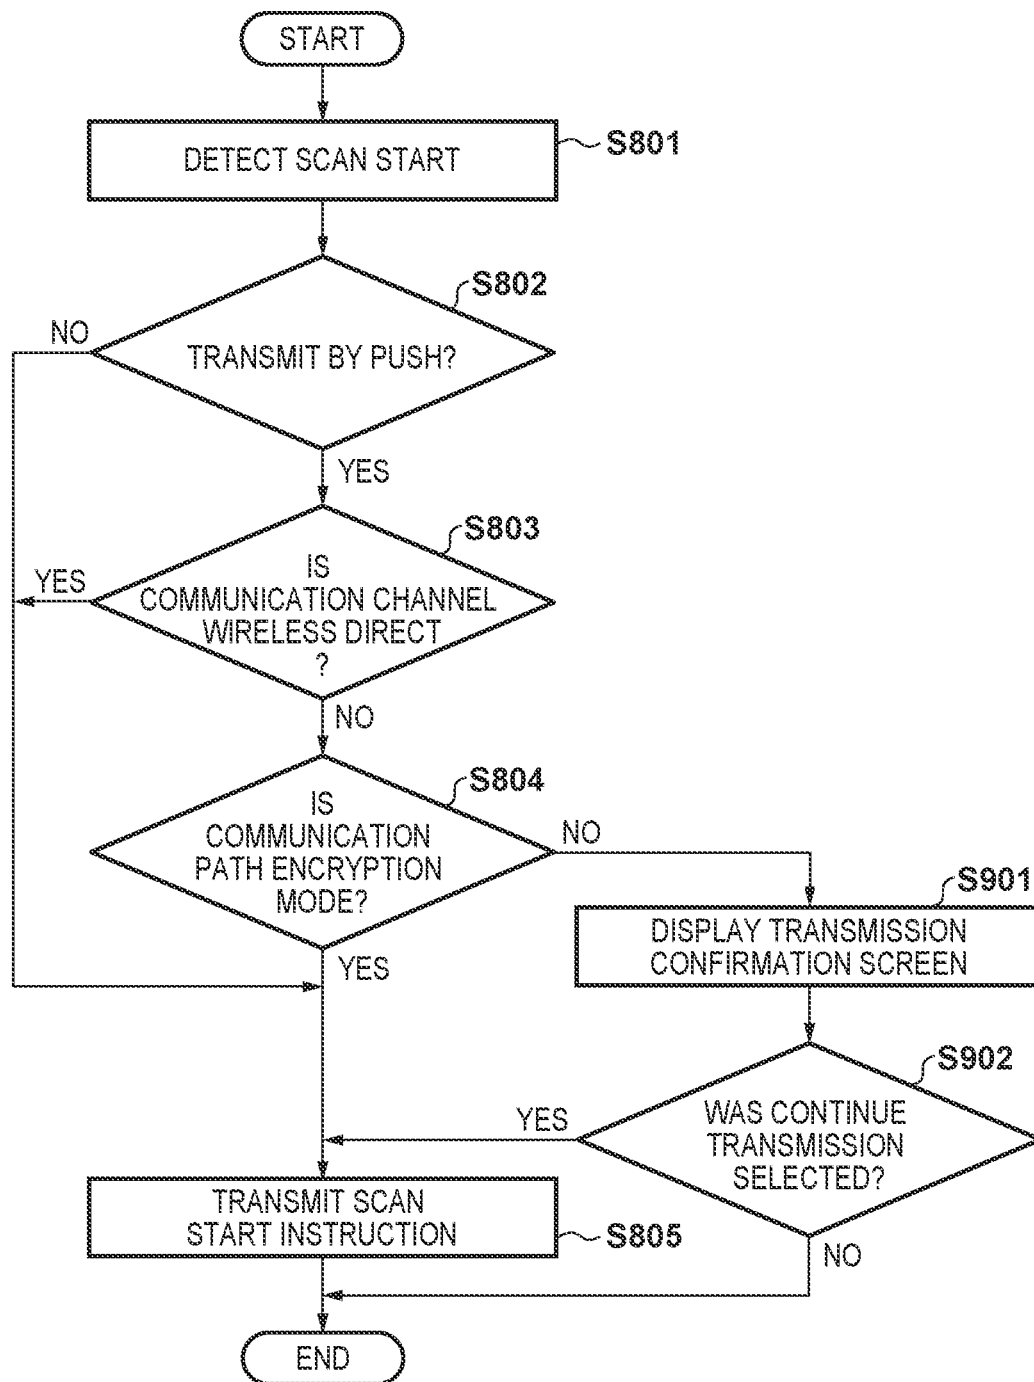 START
DETECT SCAN START
S801
S802
NO
TRANSMIT BY PUSH?
YES
S803
YES
IS
COMMUNICATION CHANNEL
WIRELESS DIRECT
?
NO
S804
IS
COMMUNICATION
PATH ENCRYPTION
MODE?
NO
YES
S901
DISPLAY TRANSMISSION
CONFIRMATION SCREEN
S902
YES
WAS CONTINUE
TRANSMISSION
SELECTED?
NO
TRANSMIT SCAN
START INSTRUCTION
S805
END